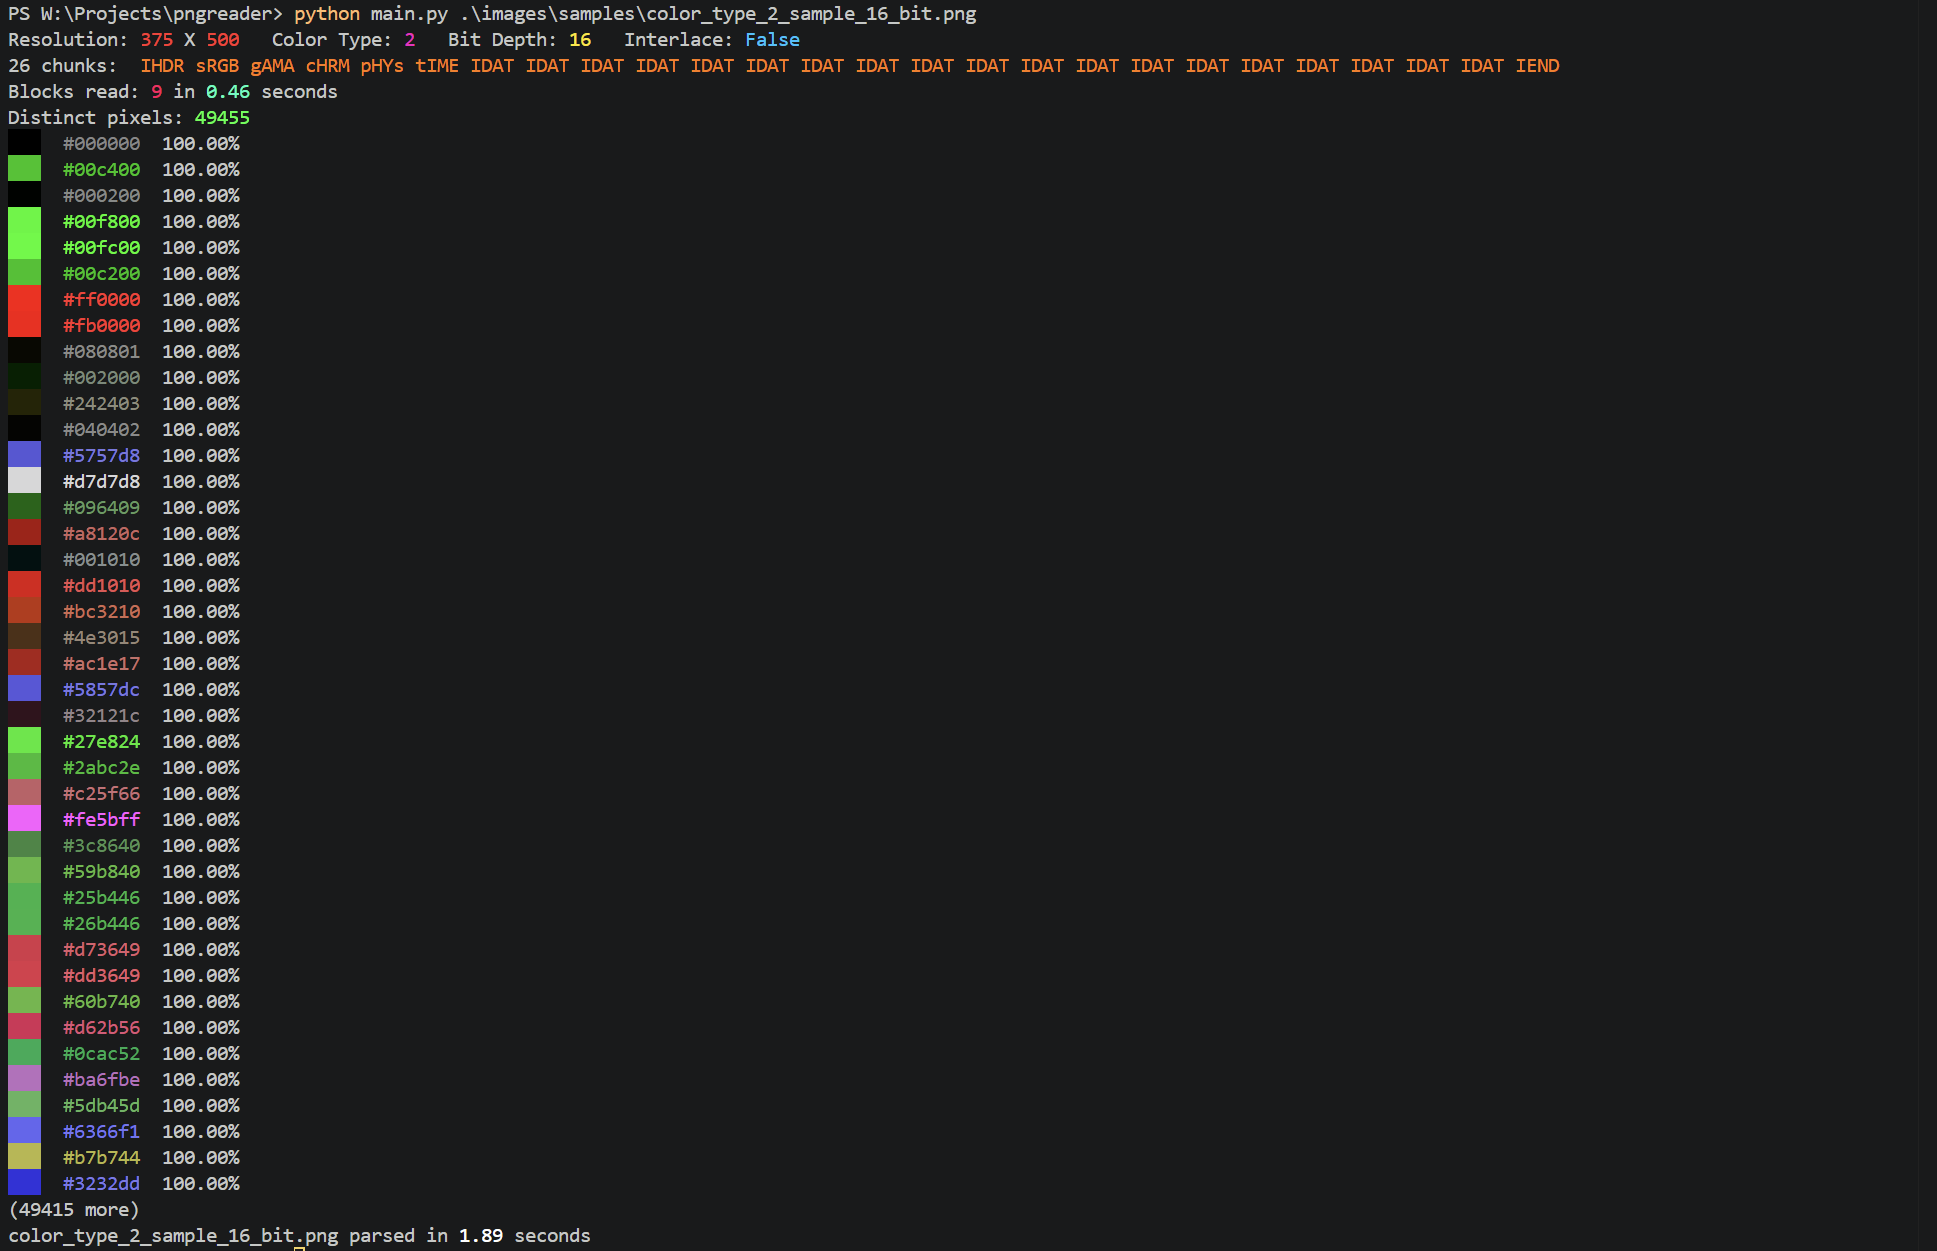 PS W:\Projects\pngreader> python main.py .\images\samples\color_type_2_sample_16_bit.png
Resolution: 375 X 500   Color Type: 2   Bit Depth: 16   Interlace: False
26 chunks:  IHDR sRGB gAMA cHRM pHYs tIME IDAT IDAT IDAT IDAT IDAT IDAT IDAT IDAT IDAT IDAT IDAT IDAT IDAT IDAT IDAT IDAT IDAT IDAT IDAT IEND
Blocks read: 9 in 0.46 seconds
Distinct pixels: 49455
#000000  100.00%
#00c400  100.00%
#000200  100.00%
#00f800  100.00%
#00fc00  100.00%
#00c200  100.00%
#ff0000  100.00%
#fb0000  100.00%
#080801  100.00%
#002000  100.00%
#242403  100.00%
#040402  100.00%
#5757d8  100.00%
#d7d7d8  100.00%
#096409  100.00%
#a8120c  100.00%
#001010  100.00%
#dd1010  100.00%
#bc3210  100.00%
#4e3015  100.00%
#ac1e17  100.00%
#5857dc  100.00%
#32121c  100.00%
#27e824  100.00%
#2abc2e  100.00%
#c25f66  100.00%
#fe5bff  100.00%
#3c8640  100.00%
#59b840  100.00%
#25b446  100.00%
#26b446  100.00%
#d73649  100.00%
#dd3649  100.00%
#60b740  100.00%
#d62b56  100.00%
#0cac52  100.00%
#ba6fbe  100.00%
#5db45d  100.00%
#6366f1  100.00%
#b7b744  100.00%
#3232dd  100.00%
(49415 more)
color_type_2_sample_16_bit.png parsed in 1.89 seconds